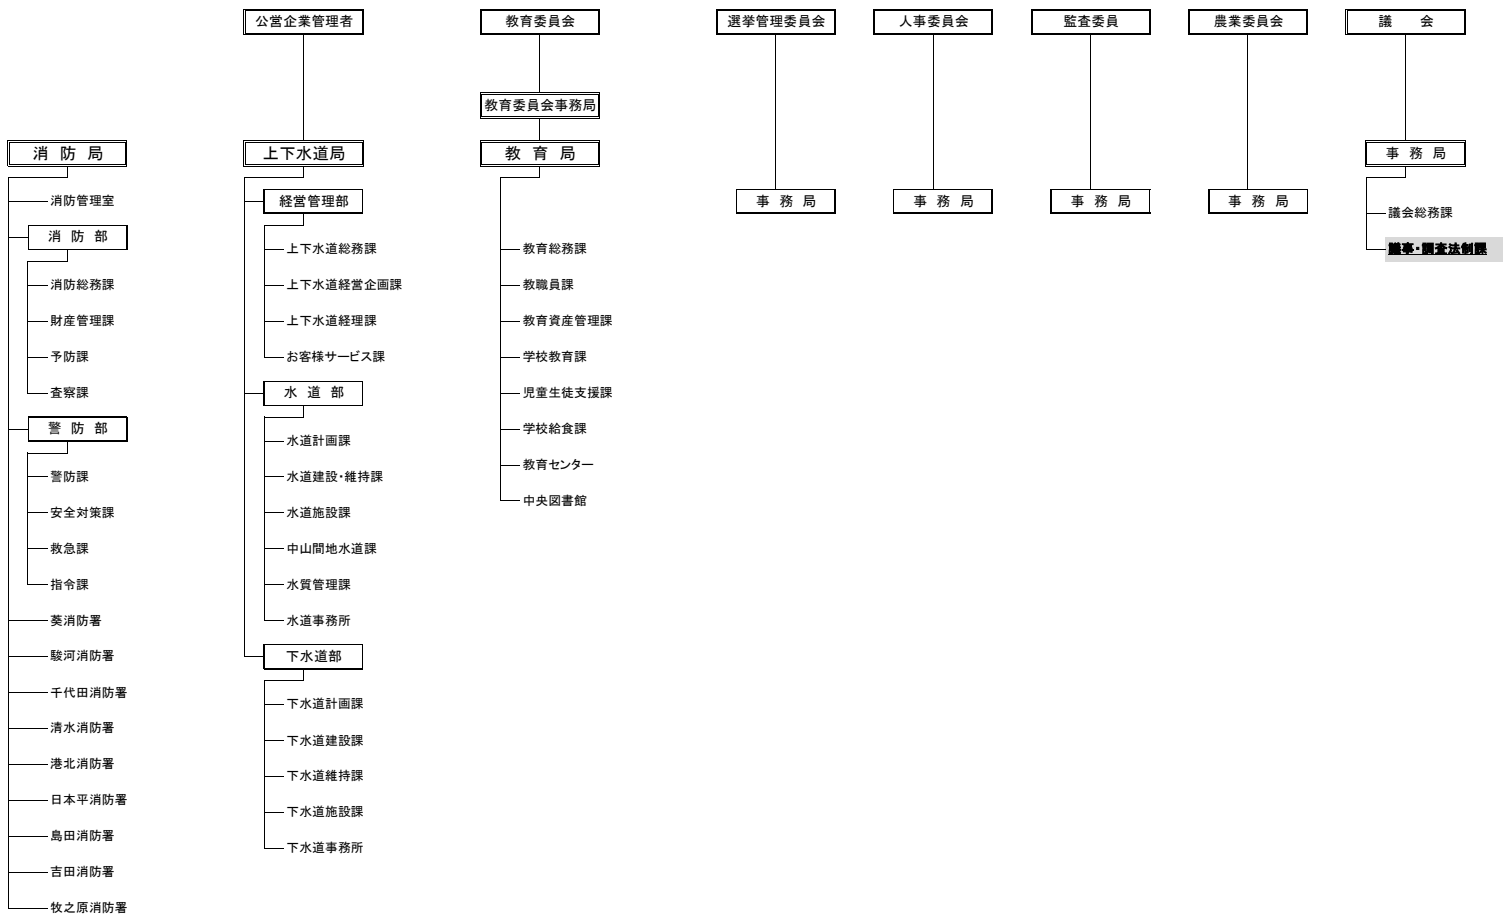 公営企業管理者
教育委員会
選挙管理委員会
人事委員会
監査委員
農業委員会
議 会
教育委員会事務局
消 防 局
上下水道局
教 育 局
事 務 局
消防管理室
経営管理部
事 務 局
事 務 局
事 務 局
事 務 局
議会総務課
消 防 部
上下水道総務課
教育総務課
議事・調査法制課
消防総務課
上下水道経営企画課
教職員課
財産管理課
上下水道経理課
教育資産管理課
予防課
お客様サービス課
学校教育課
査察課
水 道 部
児童生徒支援課
警 防 部
水道計画課
学校給食課
警防課
水道建設・維持課
教育センター
安全対策課
水道施設課
中央図書館
救急課
中山間地水道課
指令課
水質管理課
葵消防署
水道事務所
駿河消防署
下水道部
千代田消防署
下水道計画課
清水消防署
下水道建設課
港北消防署
下水道維持課
日本平消防署
下水道施設課
島田消防署
下水道事務所
吉田消防署
牧之原消防署